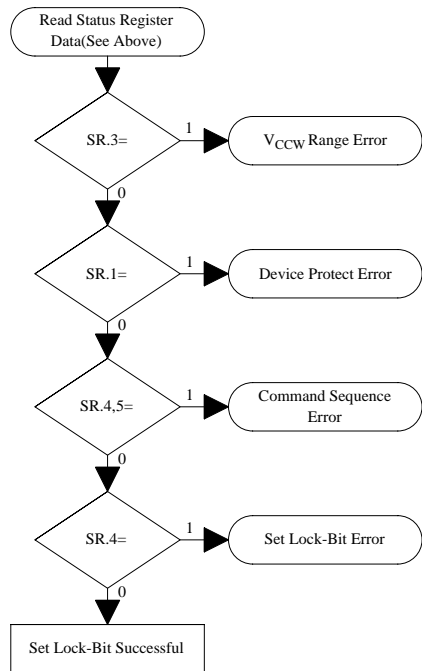 Read Status Register
Data(See Above)
SR.3=
1
VCCW Range Error
0
SR.1=
1
Device Protect Error
0
SR.4,5=
1
Command Sequence
Error
0
SR.4=
1
Set Lock-Bit Error
0
Set Lock-Bit Successful